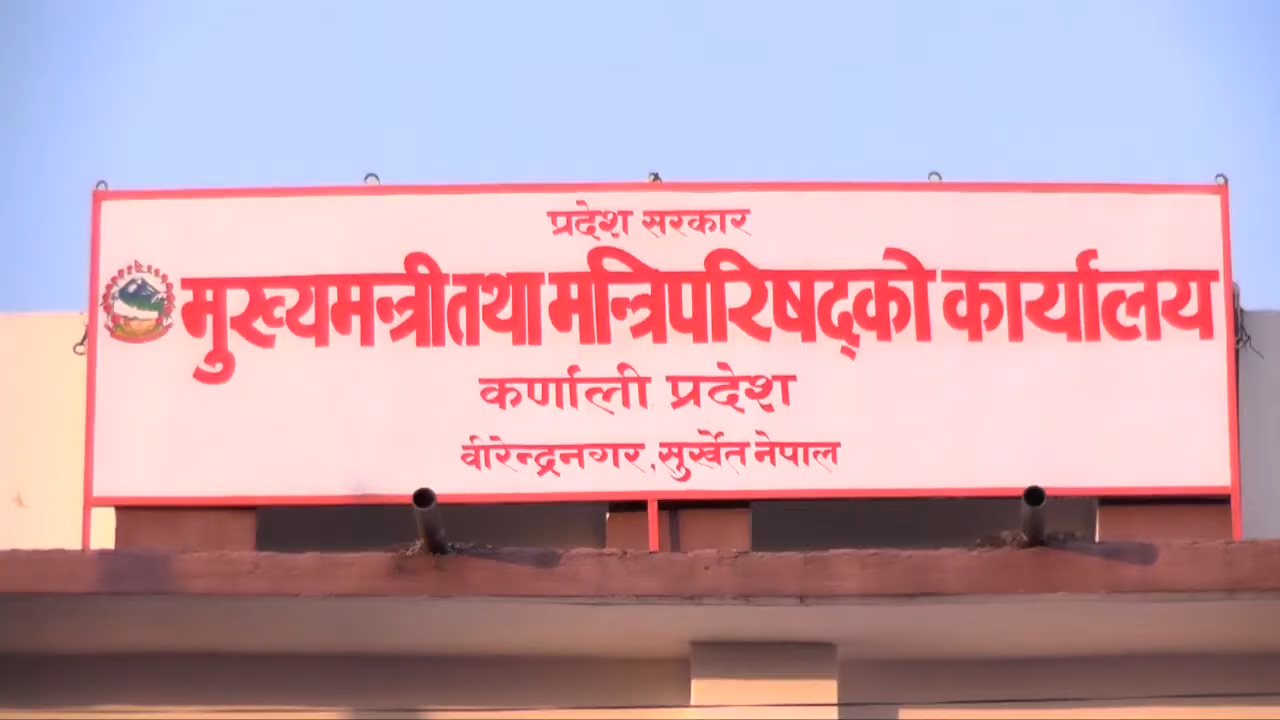 प्रदेश सरकार
मुख्यमन्त्री तथा मन्त्रिपरिषद्को कार्यालय
कर्णाली प्रदेश
वीरेन्द्रनगर, सुर्खेत नेपाल